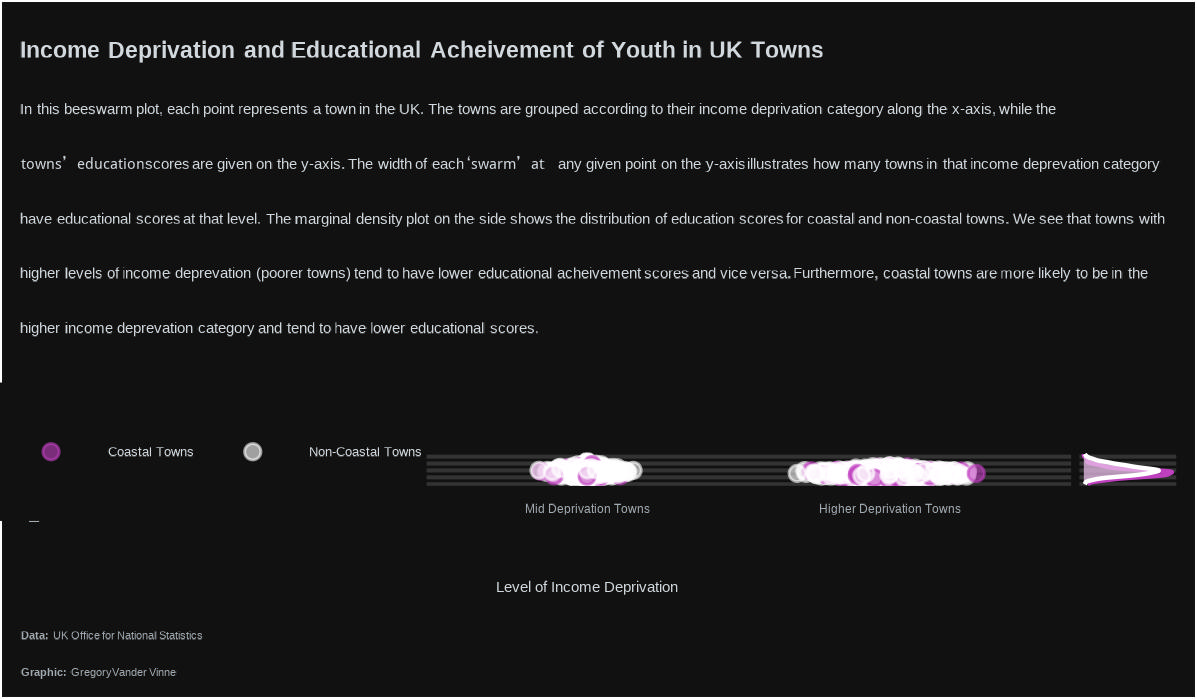 Income Deprivation and Educational Acheivement of Youth in UK Towns
In this beeswarm plot, each point represents a town in the UK. The towns are grouped according to their income deprivation category along the x-axis, while the
towns’ educationscores are given on the y-axis. The width of each ‘swarm’ at any given point on the y-axis illustrates how many towns in that income deprevation category
have educational scores at that level. The marginal density plot on the side shows the distribution of education scores for coastal and non-coastal towns. We see that towns with
higher levels of income deprevation (poorer towns) tend to have lower educational acheivement scores and vice versa. Furthermore, coastal towns are more likely to be in the
higher income deprevation category and tend to have lower educational scores.
Coastal Towns Non-Coastal Towns
Mid Deprivation Towns Higher Deprivation Towns
Level of Income Deprivation
Data: UK Office for National Statistics
Graphic: Gregory Vander Vinne